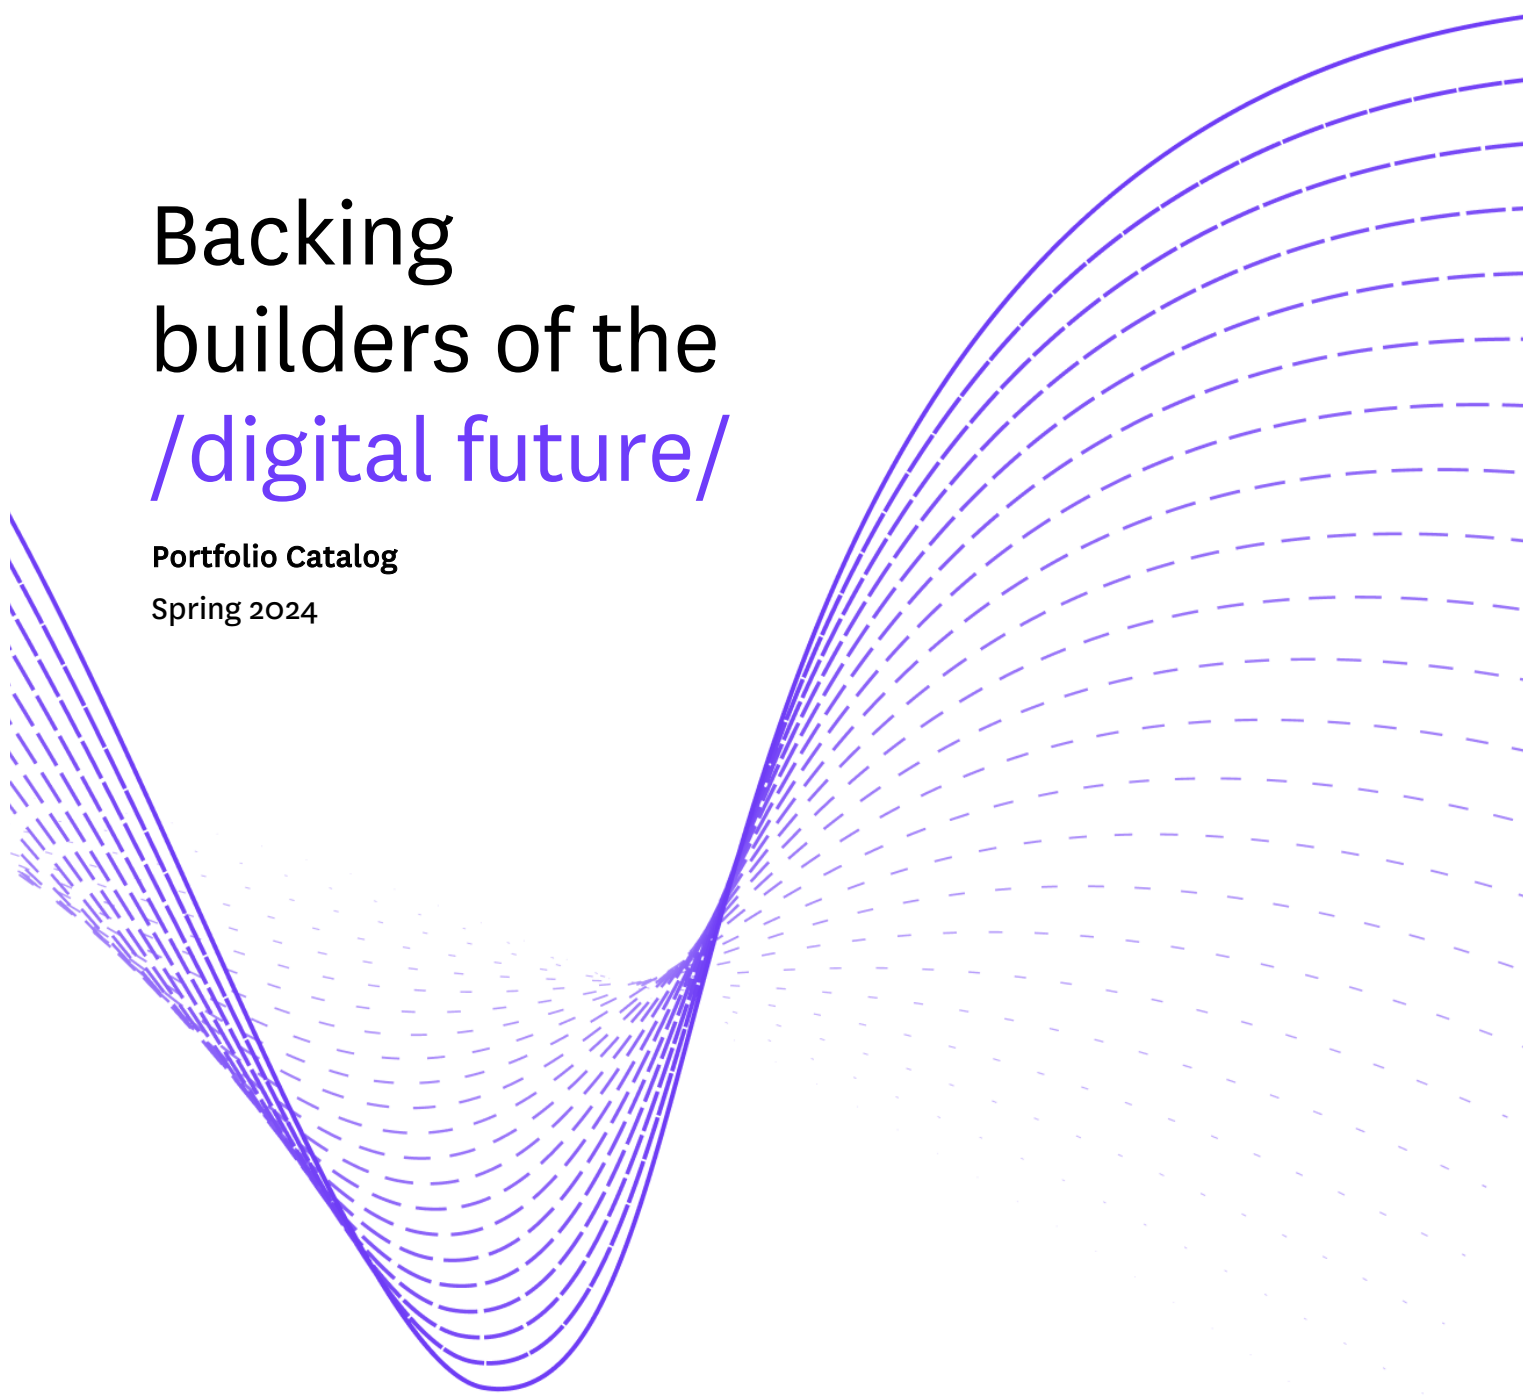 Backing
builders of the
/digital future/
Portfolio Catalog
Spring 2024